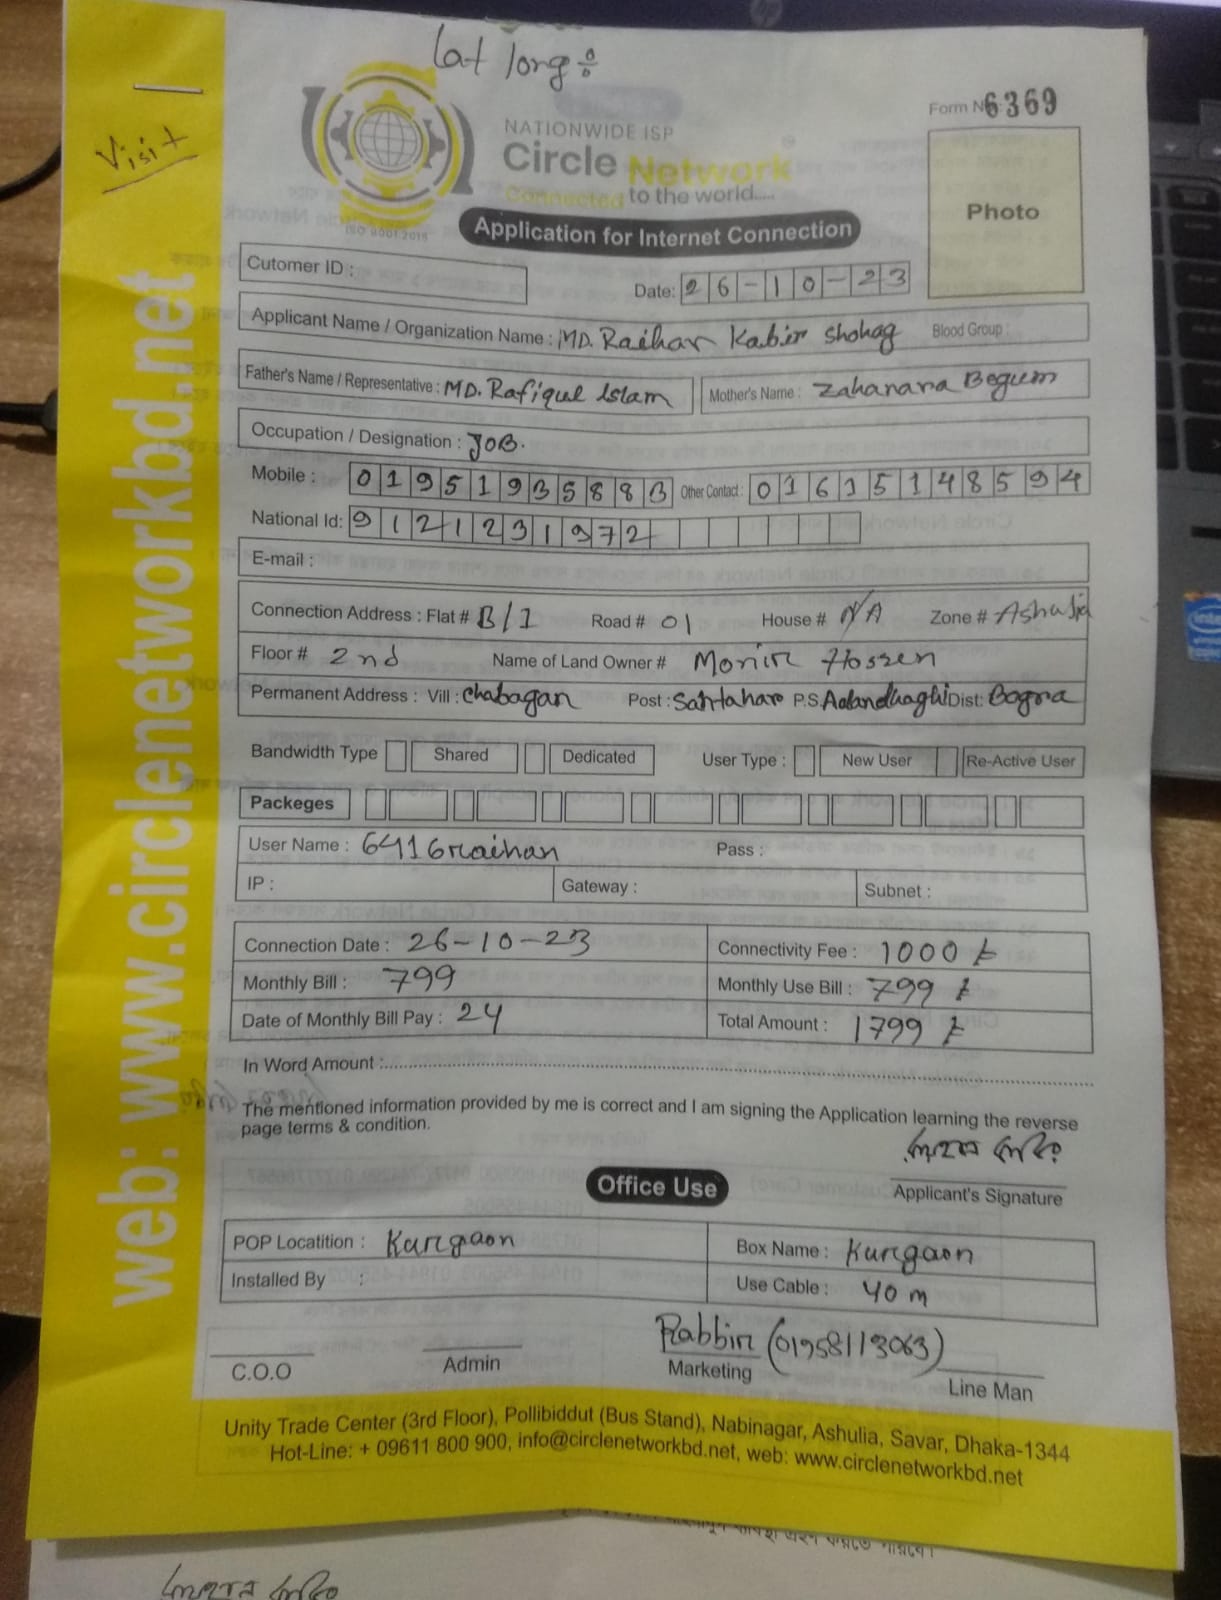 lat long ÷
Visit
Form N 6369
NATIONWIDE ISP
Circle Network
Connected to the world....
ISO 9001:2015
Photo
Application for Internet Connection
Cutomer ID :
Date: 26-10-23
Applicant Name / Organization Name : MD. Raihan Kabir Shohag Blood Group :
Father's Name / Representative : MD. Rafiqul Islam Mother's Name : Zahanara Begum
Occupation / Designation : JOB.
Mobile : 01951935883 Other Contact : 01615148594
National Id: 9121231972
E-mail :
Connection Address : Flat # B/1 Road # 01 House # N/A Zone # Ashulia
Floor # 2nd Name of Land Owner # Monir Hossen
Permanent Address : Vill : Chabagan Post : Santahar P.S. Dist: Bogra
Bandwidth Type Shared Dedicated User Type : New User Re-Active User
Packeges
User Name : 6416raihan Pass :
IP : Gateway : Subnet :
Connection Date : 26-10-23 Connectivity Fee : 1000
Monthly Bill : 799 Monthly Use Bill : 799
Date of Monthly Bill Pay : 24 Total Amount : 1799
In Word Amount :
The mentioned information provided by me is correct and I am signing the Application learning the reverse
page terms & condition.
Applicant's Signature
Office Use
POP Locatition : Kurgaon Box Name : Kurgaon
Installed By : Use Cable : 40 m
Rabbir (01958113063)
C.O.O Admin Marketing Line Man
Unity Trade Center (3rd Floor), Pollibiddut (Bus Stand), Nabinagar, Ashulia, Savar, Dhaka-1344
Hot-Line: + 09611 800 900, info@circlenetworkbd.net, web: www.circlenetworkbd.net
web: www.circlenetworkbd.net